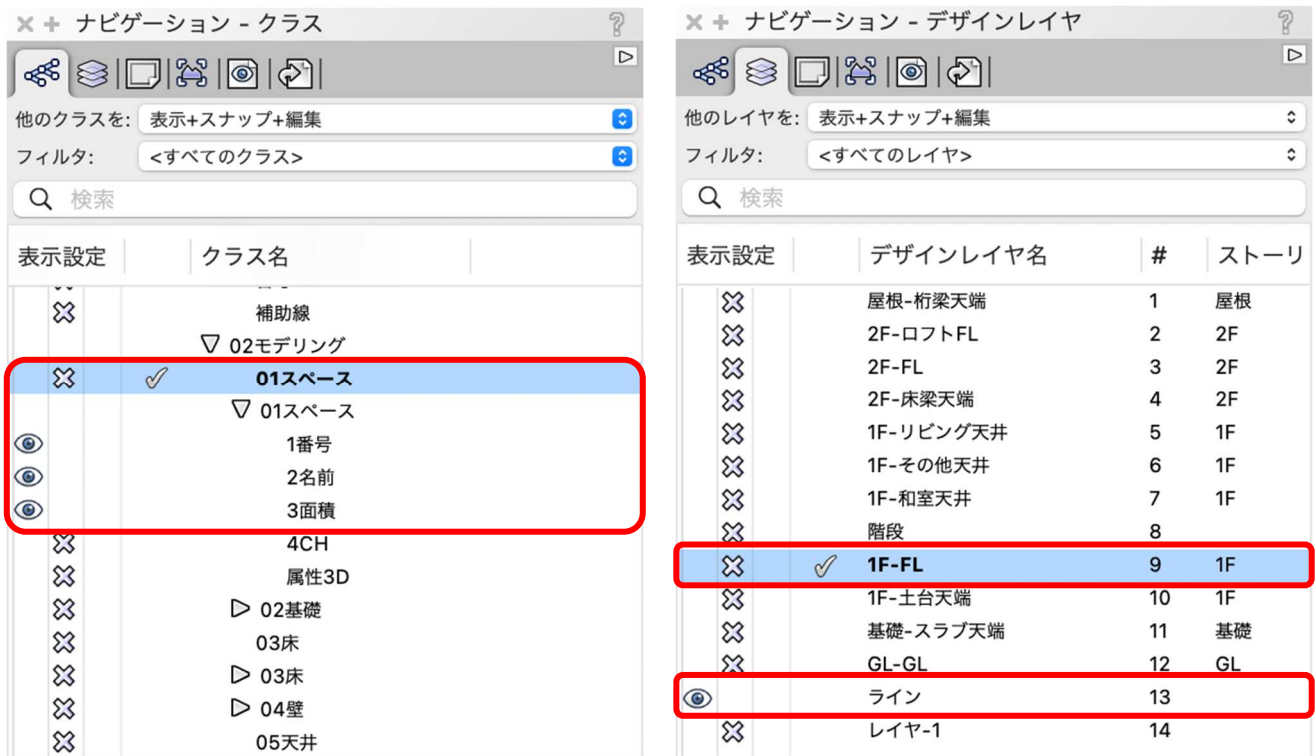 ナビゲーション - クラス
他のクラスを: 表示+スナップ+編集
フィルタ: <すべてのクラス>
検索
表示設定 クラス名
補助線
02モデリング
01スペース
01スペース
1番号
2名前
3面積
4CH
属性3D
02基礎
03床
03床
04壁
05天井
ナビゲーション - デザインレイヤ
他のレイヤを: 表示+スナップ+編集
フィルタ: <すべてのレイヤ>
検索
表示設定 デザインレイヤ名 # ストーリ
屋根-桁梁天端 1 屋根
2F-ロフトFL 2 2F
2F-FL 3 2F
2F-床梁天端 4 2F
1F-リビング天井 5 1F
1F-その他天井 6 1F
1F-和室天井 7 1F
階段 8
1F-FL 9 1F
1F-土台天端 10 1F
基礎-スラブ天端 11 基礎
GL-GL 12 GL
ライン 13
レイヤ-1 14